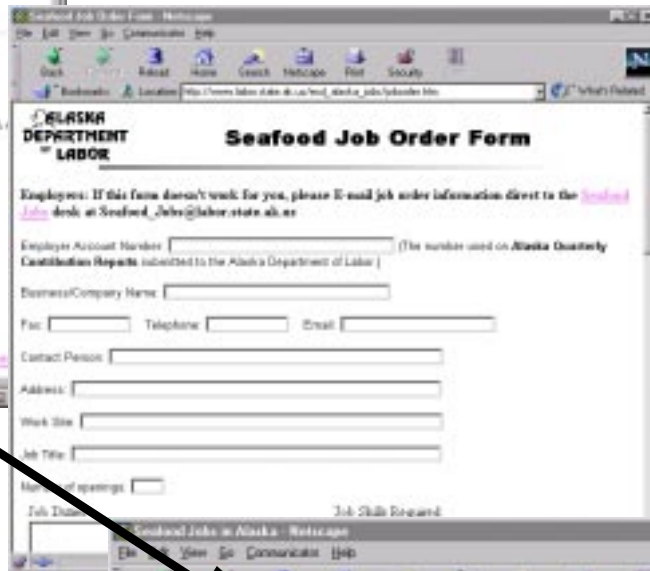 Seafood Job Order Form - Netscape
File Edit View Go Communicator Help
Back Reload Home Search Netscape Print Security
Bookmarks Location What's Related
ALASKA
DEPARTMENT
OF LABOR
Seafood Job Order Form
Employers: If this form doesn't work for you, please E-mail job order information direct to the Seafood
Jobs desk at Seafood_Jobs@labor.state.ak.us
Employer Account Number: (The number used on Alaska Quarterly
Contribution Reports submitted to the Alaska Department of Labor.)
Business/Company Name:
Fax: Telephone: Email:
Contact Person:
Address:
Work Site:
Job Title:
Number of openings:
Job Duties Job Skills Required
Seafood Jobs in Alaska - Netscape
File Edit View Go Communicator Help